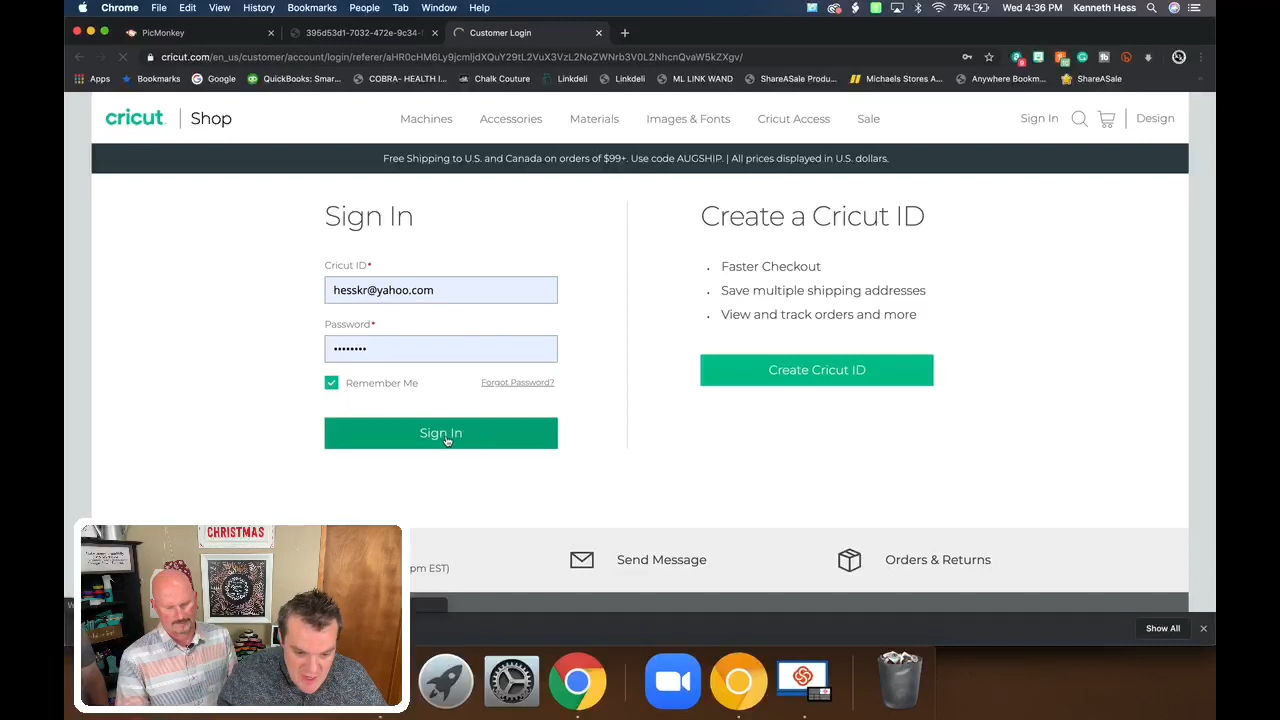 Chrome File Edit View History Bookmarks People Tab Window Help 75% Wed 4:36 PM Kenneth Hess
PicMonkey 395d53d1-7032-472e-9c34- Customer Login
cricut.com/en_us/customer/account/login/referer/aHR0cHM6Ly9jcmljdXQuY29tL2VuX3VzL2NoZWNrb3V0L2NhcnQvaW5kZXgv/
Apps Bookmarks Google QuickBooks: Smar... COBRA- HEALTH I... Chalk Couture Linkdeli Linkdeli ML LINK WAND ShareASale Produ... Michaels Stores A... Anywhere Bookm... ShareASale
cricut Shop Machines Accessories Materials Images & Fonts Cricut Access Sale Sign In Design
Free Shipping to U.S. and Canada on orders of $99+. Use code AUGSHIP. | All prices displayed in U.S. dollars.
Sign In
Cricut ID*
hesskr@yahoo.com
Password*
••••••••
Remember Me Forgot Password?
Sign In
Create a Cricut ID
Faster Checkout
Save multiple shipping addresses
View and track orders and more
Create Cricut ID
pm EST) Send Message Orders & Returns
Show All
CHRISTMAS